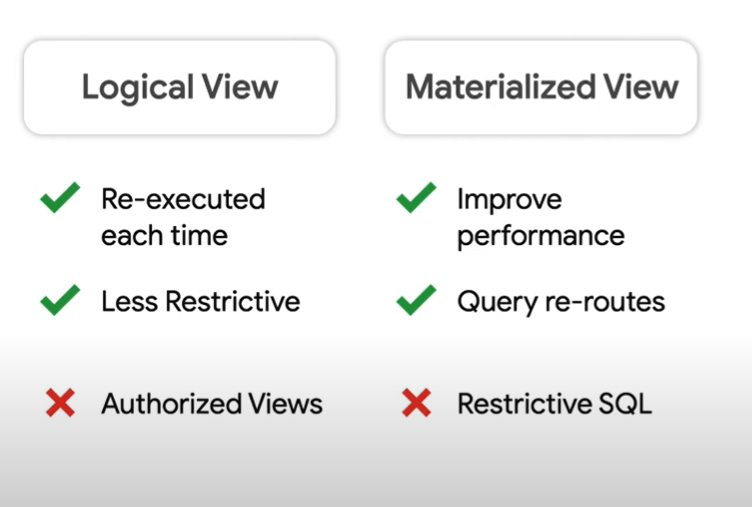 Logical View
Re-executed
each time
Less Restrictive
Authorized Views
Materialized View
Improve
performance
Query re-routes
Restrictive SQL